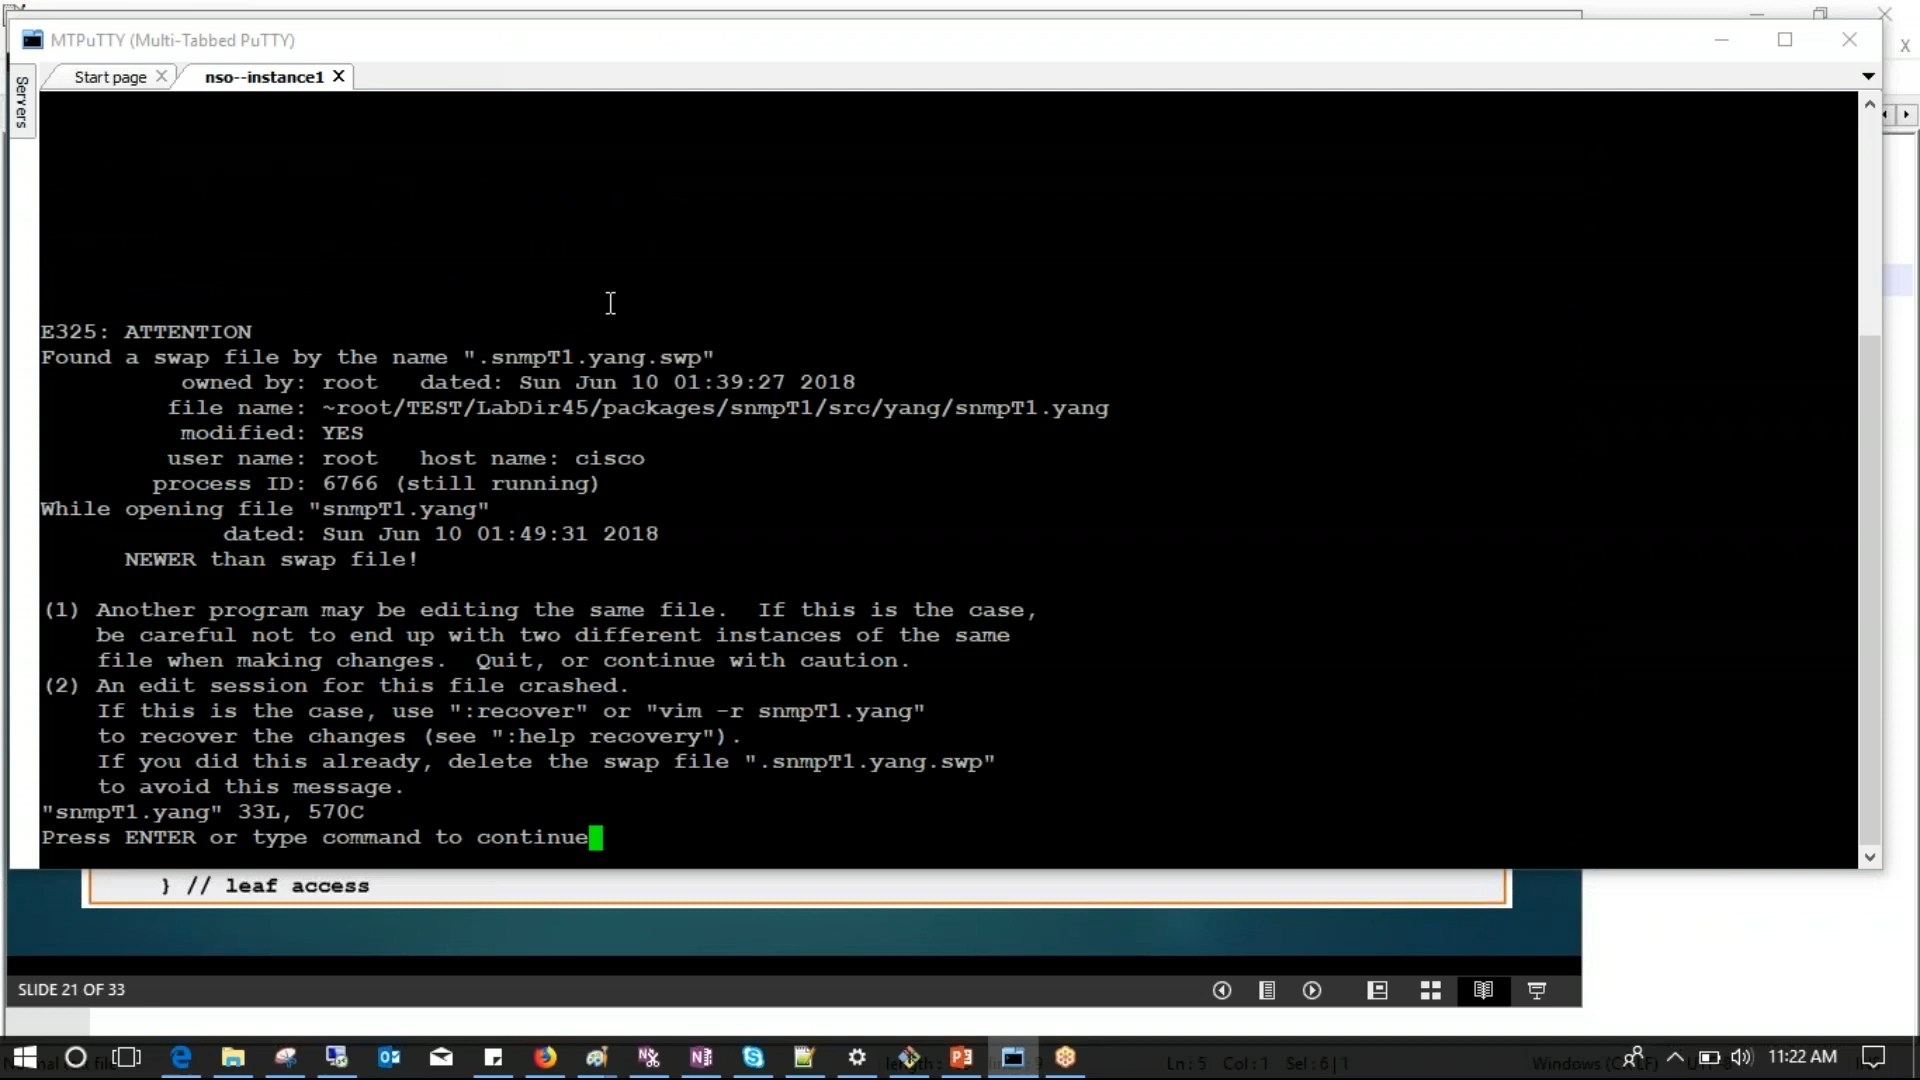 MTPuTTY (Multi-Tabbed PuTTY)
Servers
Start page
nso--instance1
E325: ATTENTION
Found a swap file by the name ".snmpT1.yang.swp"
owned by: root   dated: Sun Jun 10 01:39:27 2018
file name: ~root/TEST/LabDir45/packages/snmpT1/src/yang/snmpT1.yang
modified: YES
user name: root   host name: cisco
process ID: 6766 (still running)
While opening file "snmpT1.yang"
dated: Sun Jun 10 01:49:31 2018
NEWER than swap file!
(1) Another program may be editing the same file.  If this is the case,
be careful not to end up with two different instances of the same
file when making changes.  Quit, or continue with caution.
(2) An edit session for this file crashed.
If this is the case, use ":recover" or "vim -r snmpT1.yang"
to recover the changes (see ":help recovery").
If you did this already, delete the swap file ".snmpT1.yang.swp"
to avoid this message.
"snmpT1.yang" 33L, 570C
Press ENTER or type command to continue
} // leaf access
SLIDE 21 OF 33
Ln:5 Col:1 Sel:6|1
11:22 AM